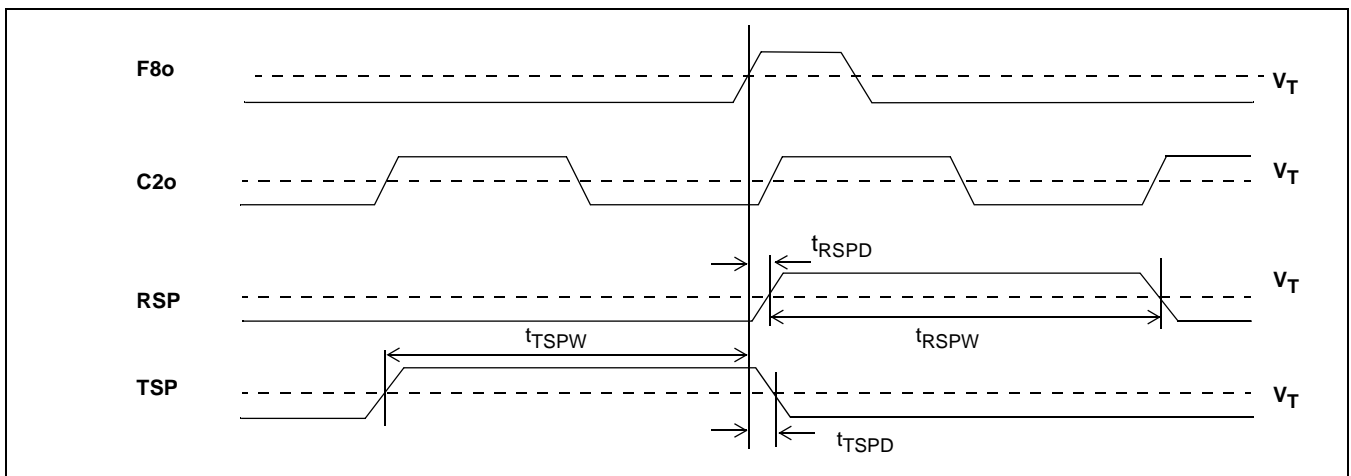 F8o
V_T
C2o
V_T
t_RSPD
RSP
V_T
t_TSPW
t_RSPW
TSP
V_T
t_TSPD